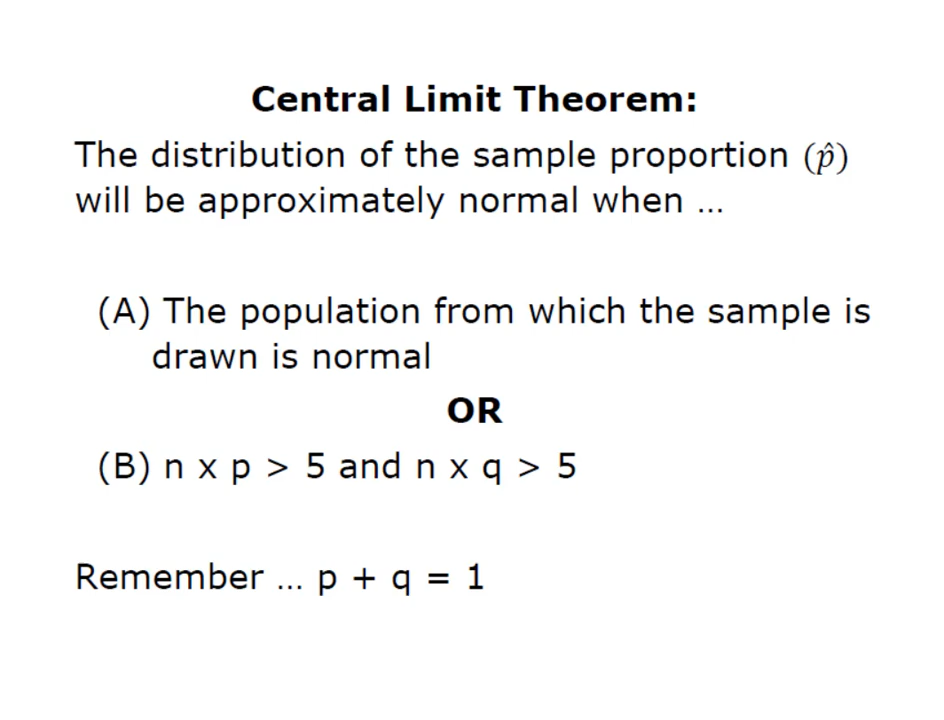 Central Limit Theorem:
The distribution of the sample proportion (p̂)
will be approximately normal when …
(A) The population from which the sample is
drawn is normal
OR
(B) n x p > 5 and n x q > 5
Remember … p + q = 1